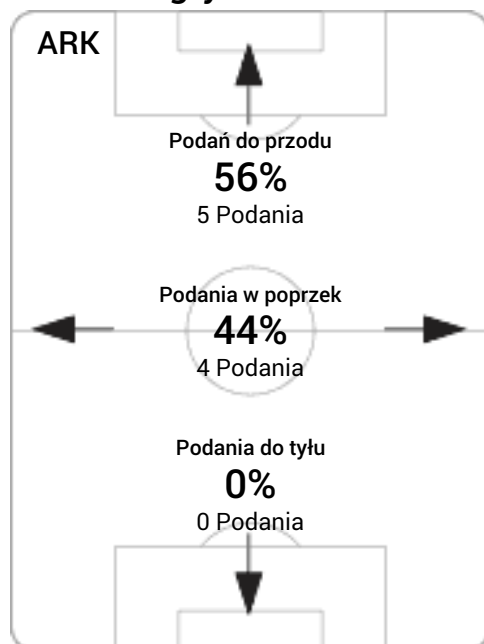 ARK
Podań do przodu
56%
5 Podania
Podania w poprzek
44%
4 Podania
Podania do tyłu
0%
0 Podania